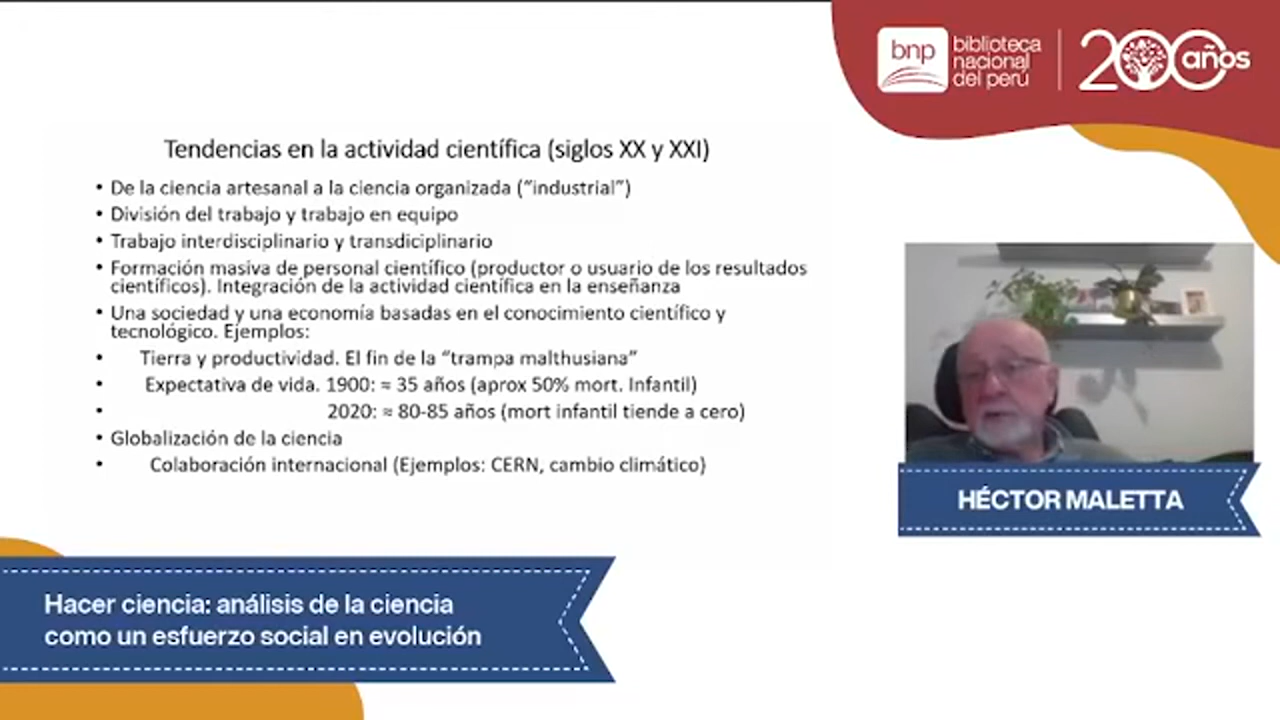 bnp
biblioteca
nacional
del perú
200 años
Tendencias en la actividad científica (siglos XX y XXI)
• De la ciencia artesanal a la ciencia organizada (“industrial”)
• División del trabajo y trabajo en equipo
• Trabajo interdisciplinario y transdiciplinario
• Formación masiva de personal científico (productor o usuario de los resultados
científicos). Integración de la actividad científica en la enseñanza
• Una sociedad y una economía basadas en el conocimiento científico y
tecnológico. Ejemplos:
• Tierra y productividad. El fin de la “trampa malthusiana”
• Expectativa de vida. 1900: ≈ 35 años (aprox 50% mort. Infantil)
• 2020: ≈ 80-85 años (mort infantil tiende a cero)
• Globalización de la ciencia
• Colaboración internacional (Ejemplos: CERN, cambio climático)
HÉCTOR MALETTA
Hacer ciencia: análisis de la ciencia
como un esfuerzo social en evolución